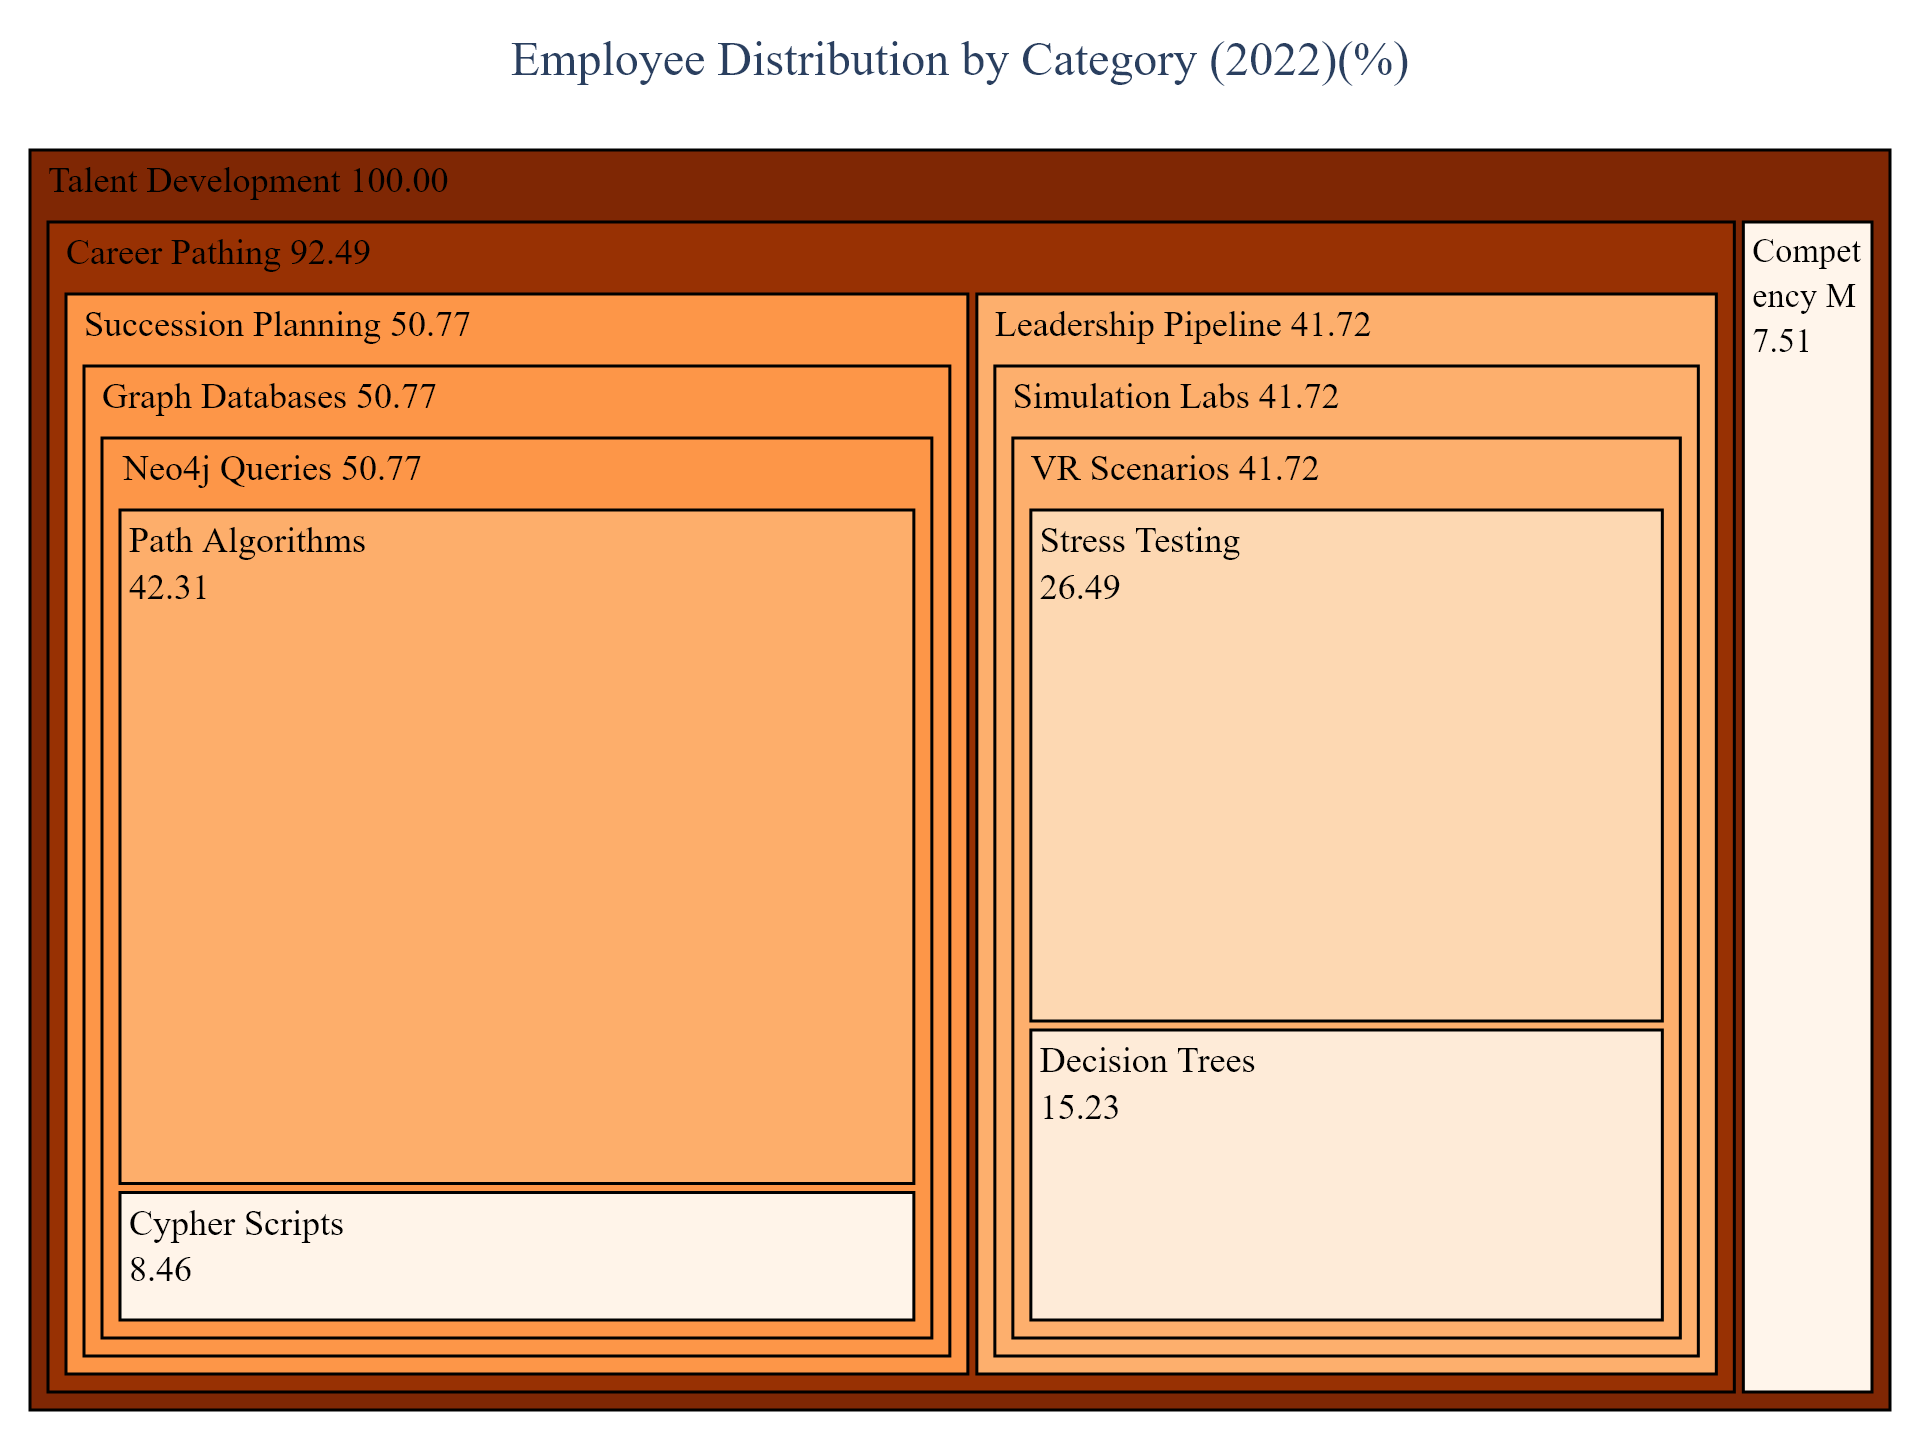 Employee Distribution by Category (2022)(%)
Talent Development 100.00
Career Pathing 92.49
Succession Planning 50.77
Graph Databases 50.77
Neo4j Queries 50.77
Path Algorithms
42.31
Cypher Scripts
8.46
Leadership Pipeline 41.72
Simulation Labs 41.72
VR Scenarios 41.72
Stress Testing
26.49
Decision Trees
15.23
Compet
ency M
7.51